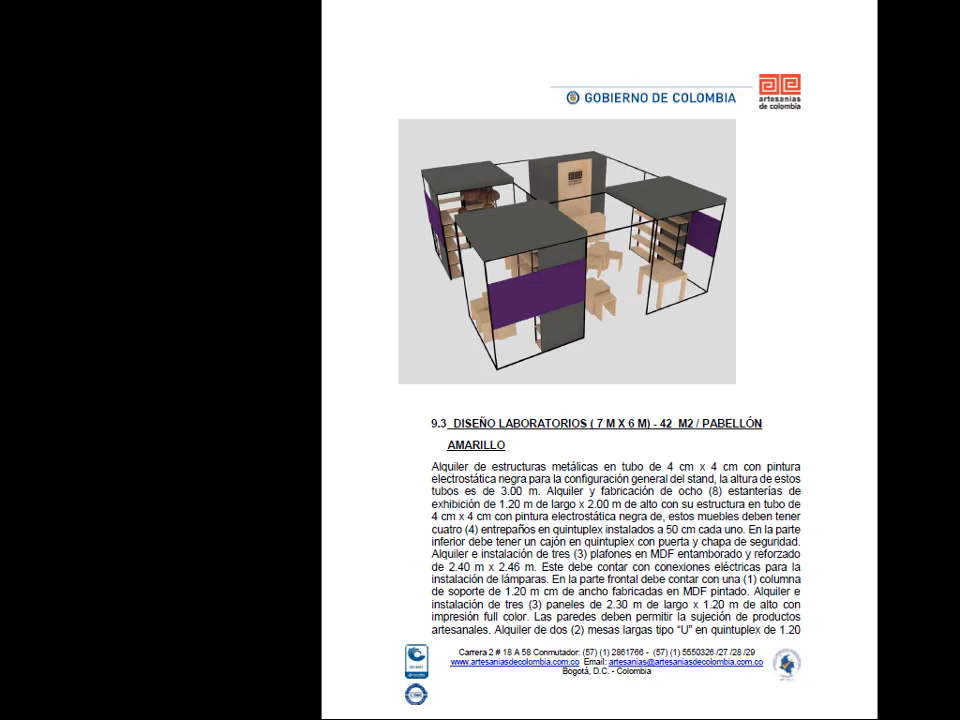 GOBIERNO DE COLOMBIA
artesanías
de colombia
9.3 DISEÑO LABORATORIOS ( 7 M X 6 M) - 42 M2 / PABELLÓN
AMARILLO
Alquiler de estructuras metálicas en tubo de 4 cm x 4 cm con pintura
electrostática negra para la configuración general del stand, la altura de estos
tubos es de 3.00 m. Alquiler y fabricación de ocho (8) estanterías de
exhibición de 1.20 m de largo x 2.00 m de alto con su estructura en tubo de
4 cm x 4 cm con pintura electrostática negra de, estos muebles deben tener
cuatro (4) entrepaños en quintuplex instalados a 50 cm cada uno. En la parte
inferior debe tener un cajón en quintuplex con puerta y chapa de seguridad.
Alquiler e instalación de tres (3) plafones en MDF entamborado y reforzado
de 2.40 m x 2.46 m. Este debe contar con conexiones eléctricas para la
instalación de lámparas. En la parte frontal debe contar con una (1) columna
de soporte de 1.20 m cm de ancho fabricadas en MDF pintado. Alquiler e
instalación de tres (3) paneles de 2.30 m de largo x 1.20 m de alto con
impresión full color. Las paredes deben permitir la sujeción de productos
artesanales. Alquiler de dos (2) mesas largas tipo “U” en quintuplex de 1.20
Carrera 2 # 18 A 58 Conmutador: (57) (1) 2861766 - (57) (1) 5550326 /27 /28 /29
www.artesaniasdecolombia.com.co Email: artesanias@artesaniasdecolombia.com.co
Bogotá, D.C. - Colombia